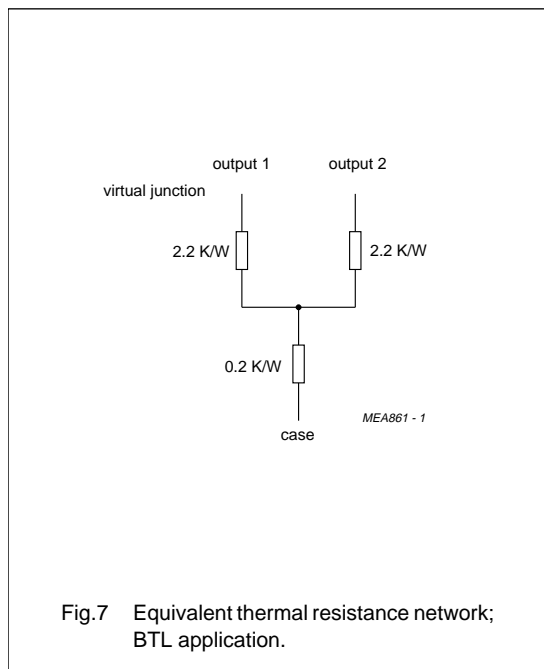 output 1 output 2
virtual junction
2.2 K/W 2.2 K/W
0.2 K/W
MEA861 - 1
case
Fig.7 Equivalent thermal resistance network;
BTL application.